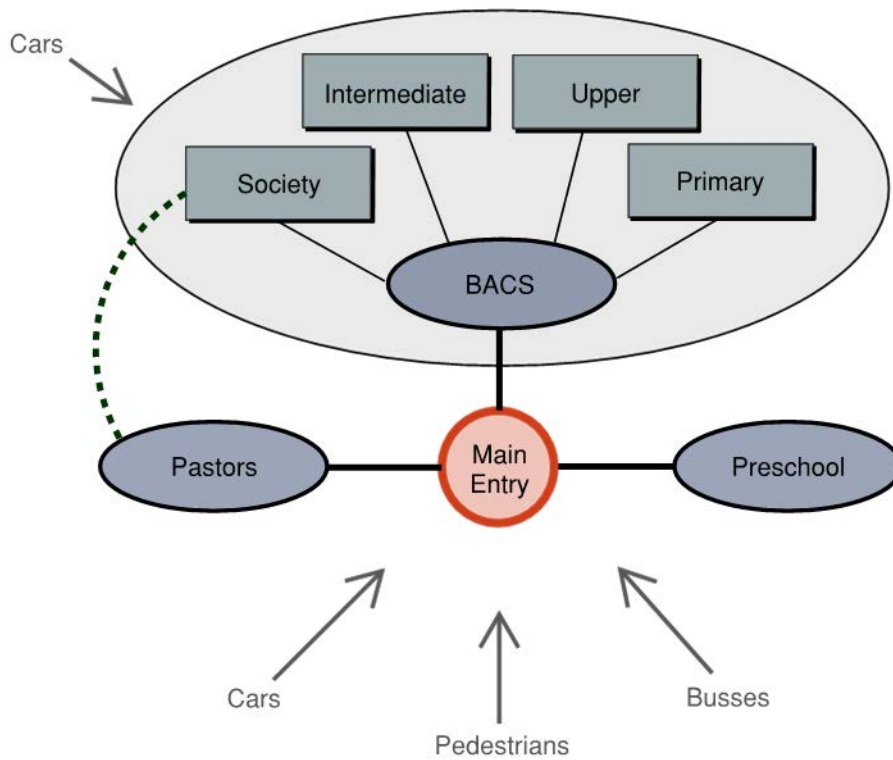 Cars
Intermediate
Upper
Society
Primary
BACS
Pastors
Main
Entry
Preschool
Cars
Busses
Pedestrians